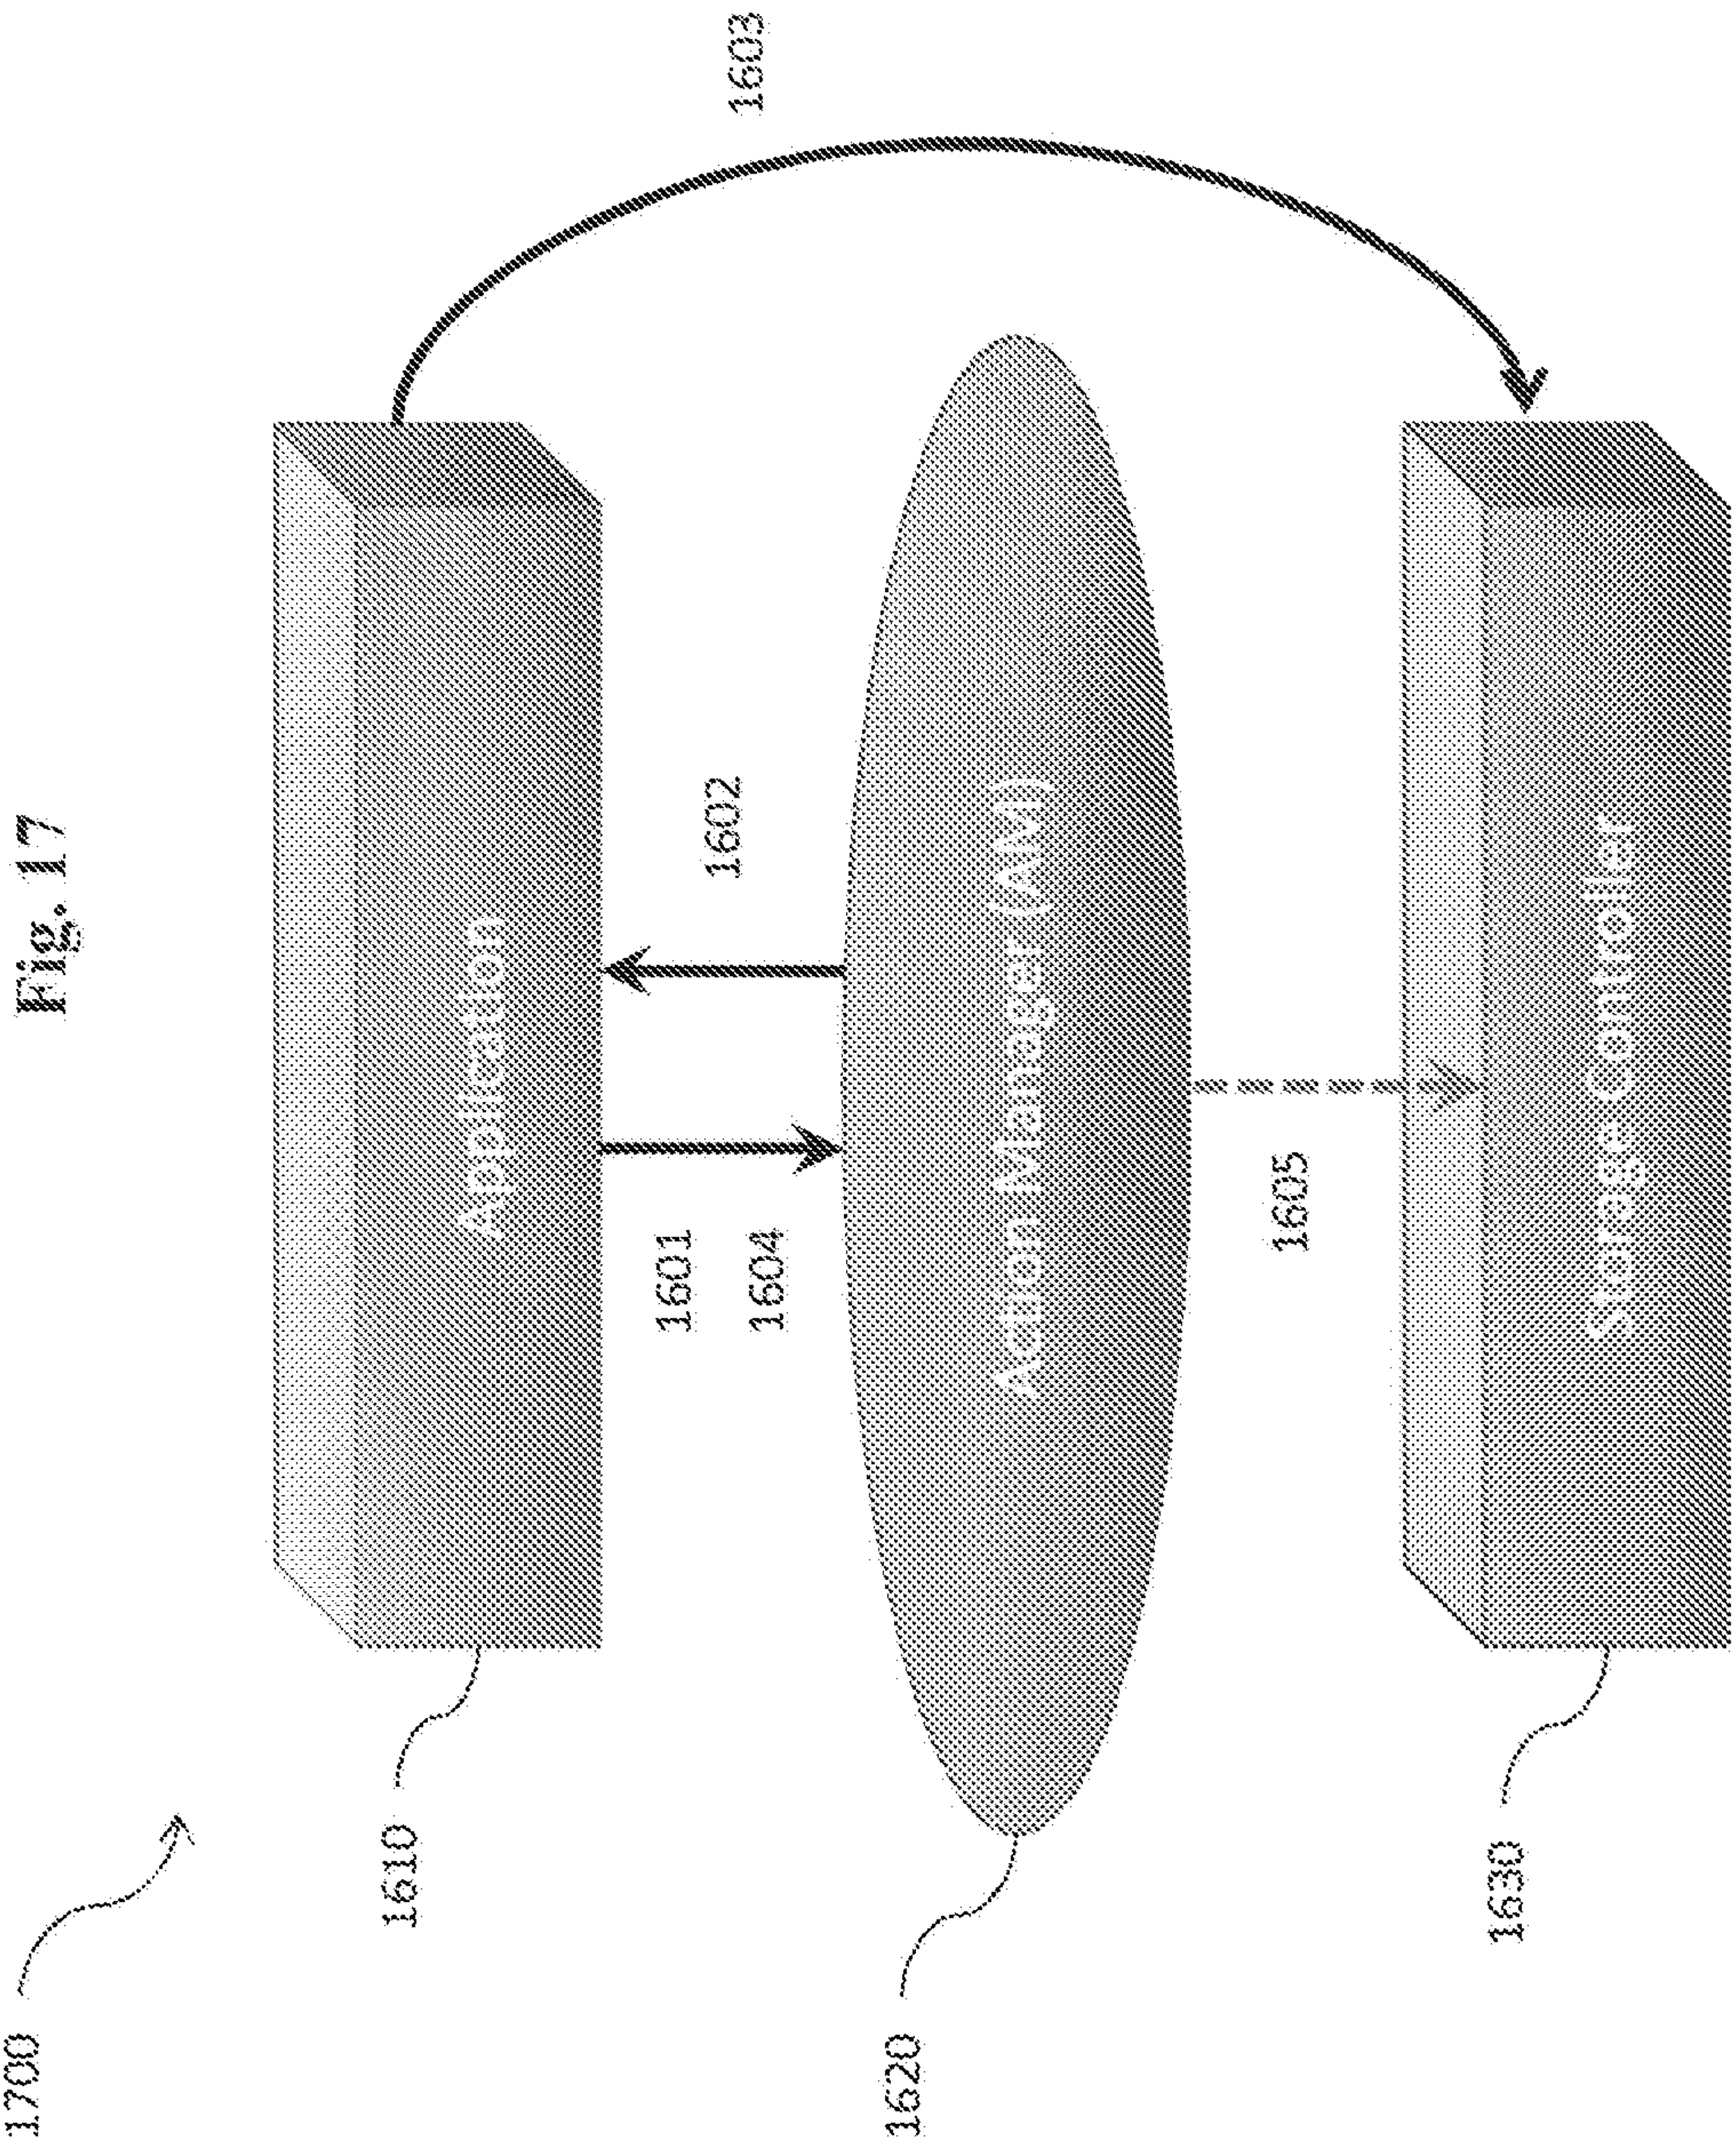 Fig. 17
1700
1610
Application
1601
1604
1602
1603
1620
Action Manager (AM)
1605
1630
Storage Controller